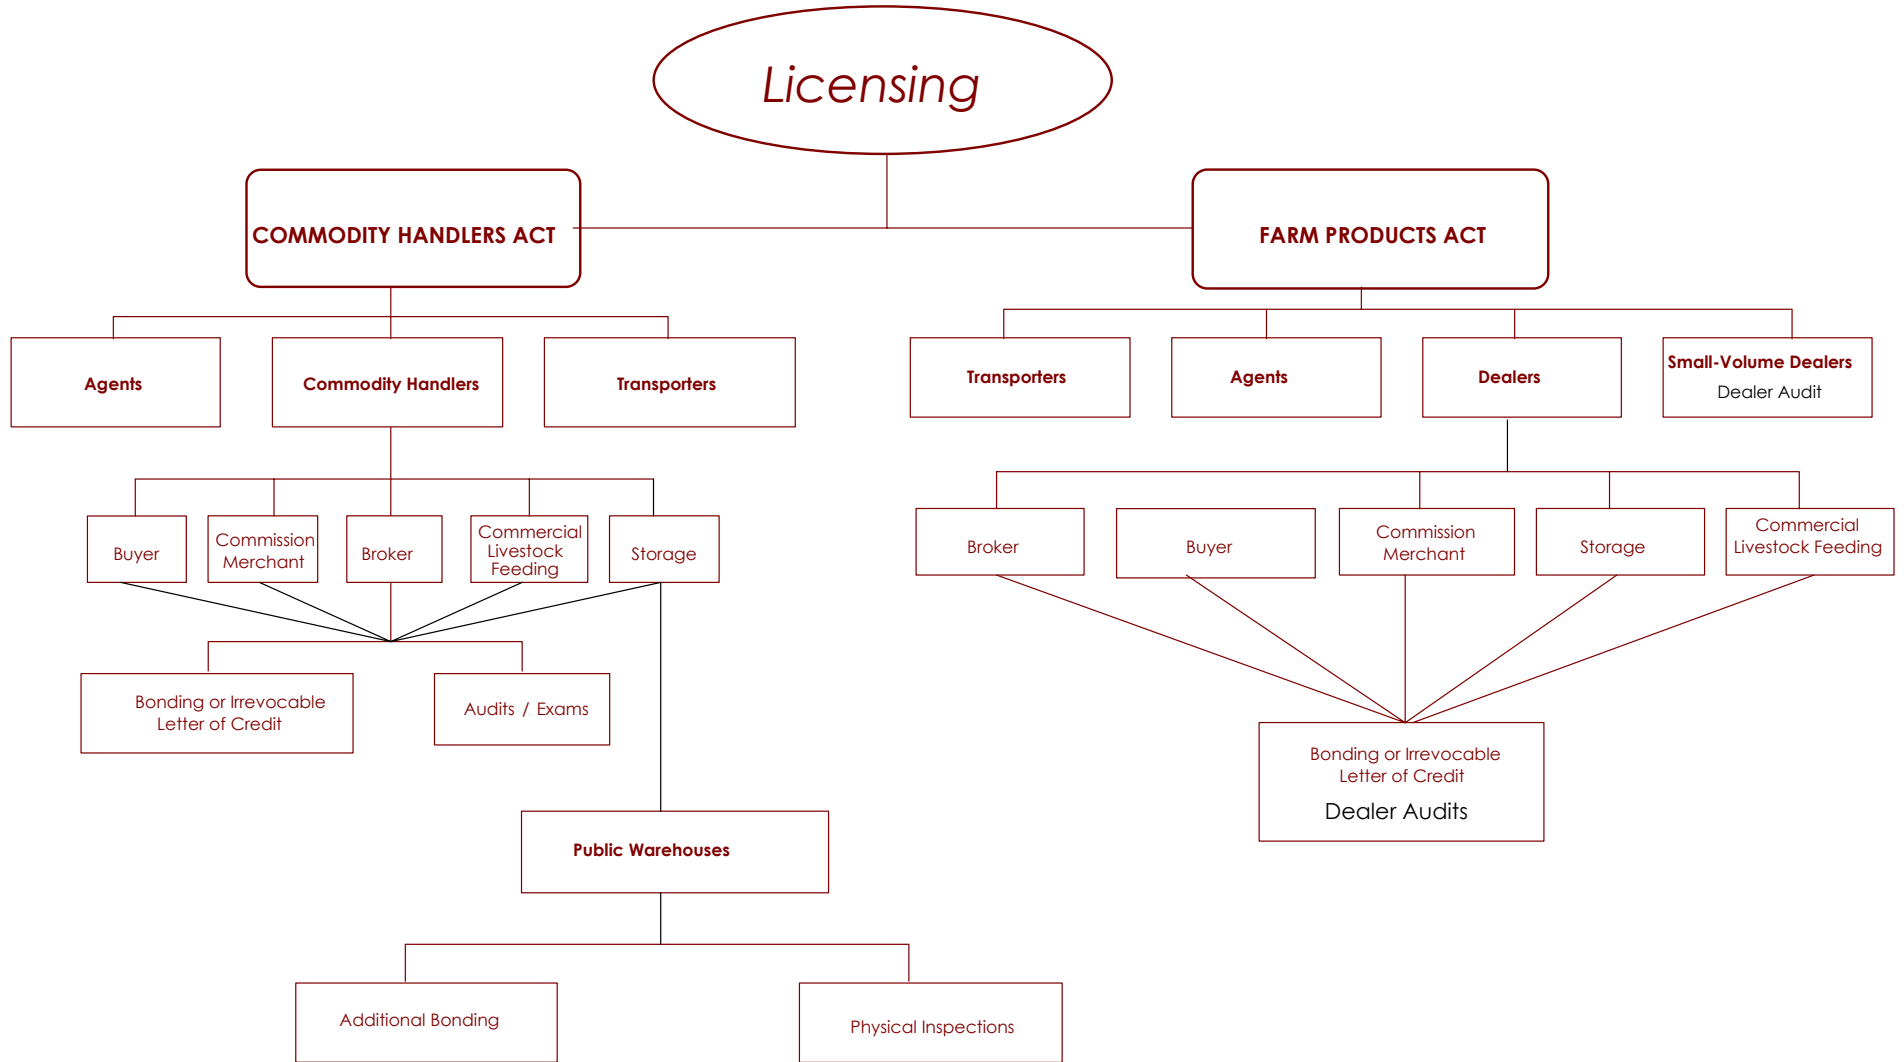 Licensing
COMMODITY HANDLERS ACT
FARM PRODUCTS ACT
Agents
Commodity Handlers
Transporters
Transporters
Agents
Dealers
Small-Volume Dealers
Dealer Audit
Buyer
Commission
Merchant
Broker
Commercial
Livestock
Feeding
Storage
Broker
Buyer
Commission
Merchant
Storage
Commercial
Livestock Feeding
Bonding or Irrevocable
Letter of Credit
Audits / Exams
Bonding or Irrevocable
Letter of Credit
Dealer Audits
Public Warehouses
Additional Bonding
Physical Inspections